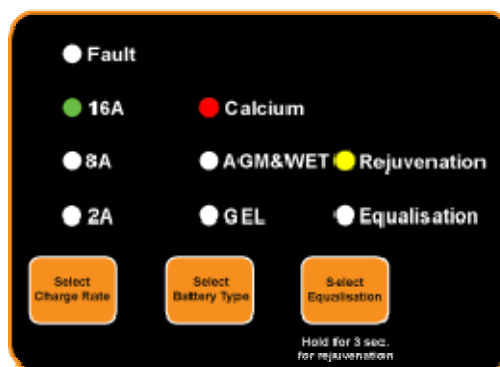 Fault
16A Calcium
8A AGM&WET Rejuvenation
2A GEL Equalisation
Select Charge Rate
Select Battery Type
Select Equalisation
Hold for 3 sec.
for rejuvenation